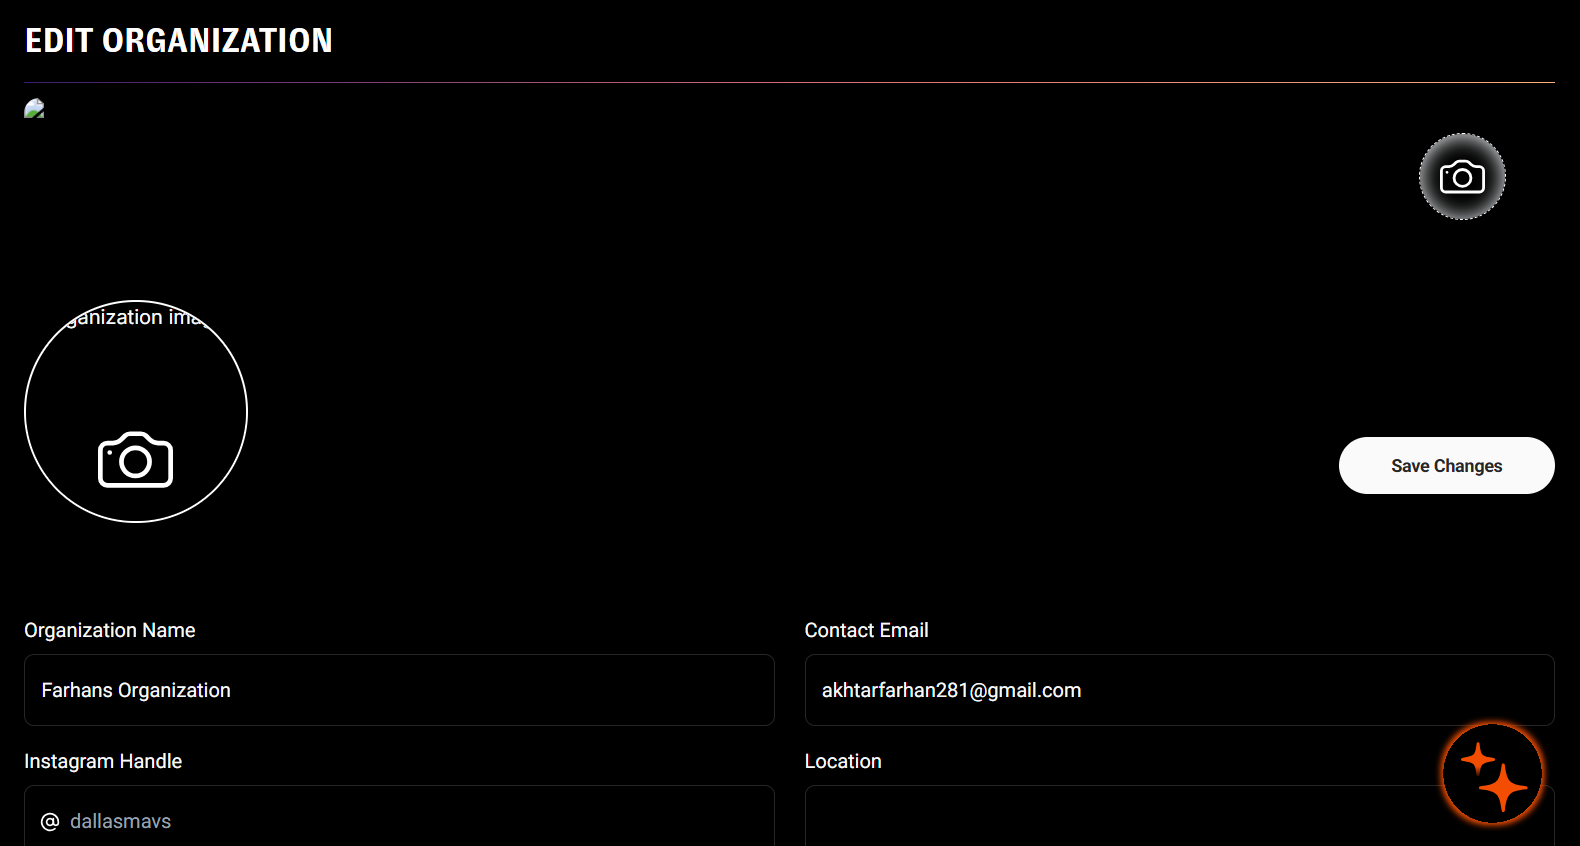 EDIT ORGANIZATION
ganization ima
Save Changes
Organization Name
Contact Email
Farhans Organization
akhtarfarhan281@gmail.com
Instagram Handle
Location
@ dallasmavs